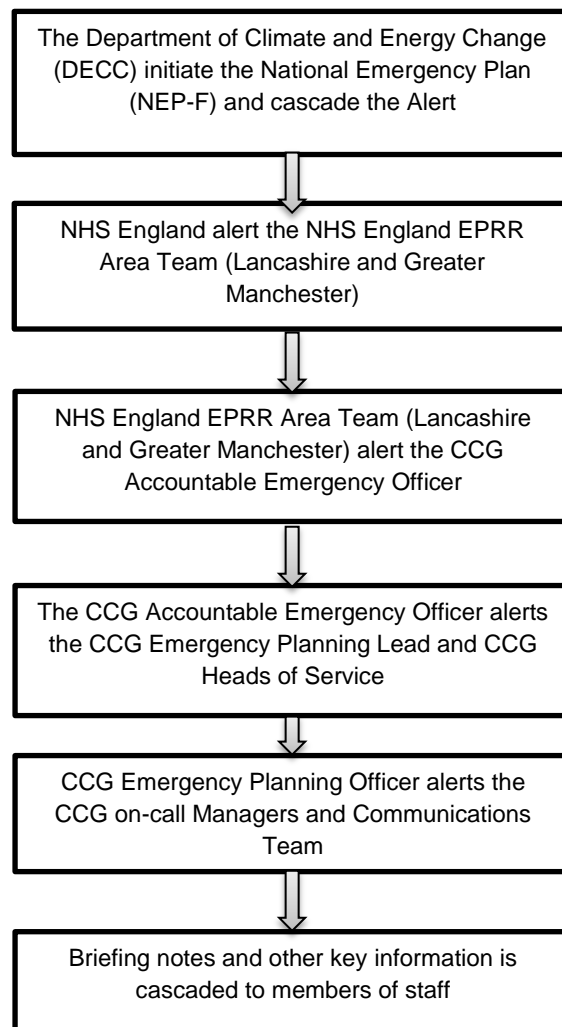 The Department of Climate and Energy Change
(DECC) initiate the National Emergency Plan
(NEP-F) and cascade the Alert
NHS England alert the NHS England EPRR
Area Team (Lancashire and Greater
Manchester)
NHS England EPRR Area Team (Lancashire
and Greater Manchester) alert the CCG
Accountable Emergency Officer
The CCG Accountable Emergency Officer alerts
the CCG Emergency Planning Lead and CCG
Heads of Service
CCG Emergency Planning Officer alerts the
CCG on-call Managers and Communications
Team
Briefing notes and other key information is
cascaded to members of staff